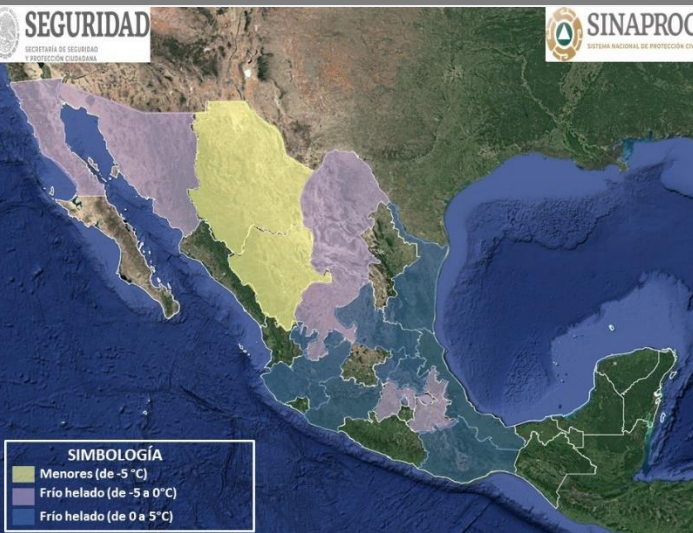 SEGURIDAD
SECRETARÍA DE SEGURIDAD
Y PROTECCIÓN CIUDADANA
SINAPROC
SISTEMA NACIONAL DE PROTECCIÓN CIV
SIMBOLOGÍA
Menores (de -5 °C)
Frío helado (de -5 a 0°C)
Frío helado (de 0 a 5°C)